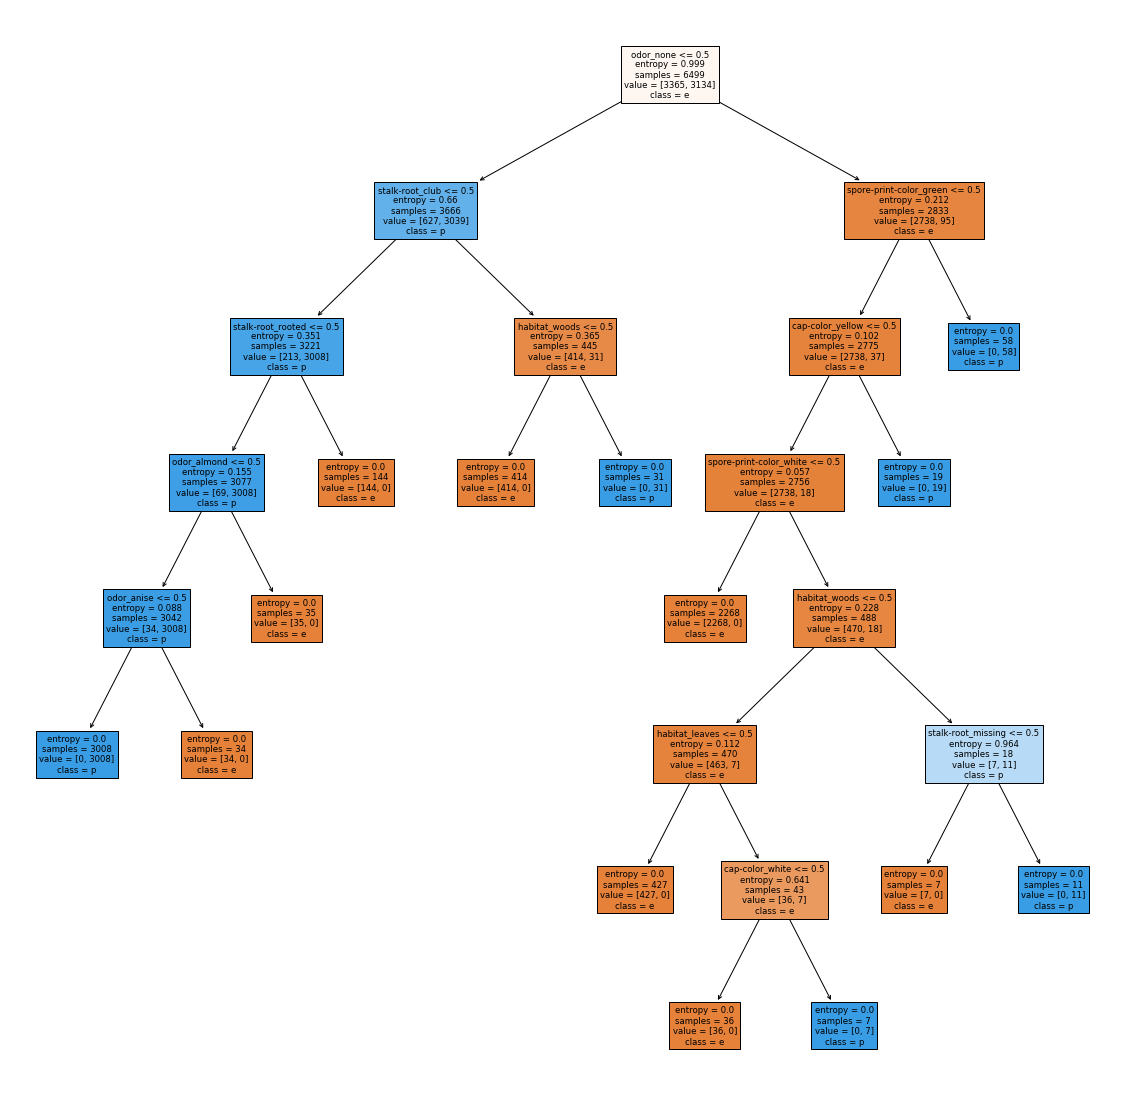 odor_none <= 0.5
entropy = 0.999
samples = 6499
value = [3365, 3134]
class = e
stalk-root_club <= 0.5
entropy = 0.66
samples = 3666
value = [627, 3039]
class = p
spore-print-color_green <= 0.5
entropy = 0.212
samples = 2833
value = [2738, 95]
class = e
stalk-root_rooted <= 0.5
entropy = 0.351
samples = 3221
value = [213, 3008]
class = p
habitat_woods <= 0.5
entropy = 0.365
samples = 445
value = [414, 31]
class = e
cap-color_yellow <= 0.5
entropy = 0.102
samples = 2775
value = [2738, 37]
class = e
entropy = 0.0
samples = 58
value = [0, 58]
class = p
odor_almond <= 0.5
entropy = 0.155
samples = 3077
value = [69, 3008]
class = p
entropy = 0.0
samples = 144
value = [144, 0]
class = e
entropy = 0.0
samples = 414
value = [414, 0]
class = e
entropy = 0.0
samples = 31
value = [0, 31]
class = p
spore-print-color_white <= 0.5
entropy = 0.057
samples = 2756
value = [2738, 18]
class = e
entropy = 0.0
samples = 19
value = [0, 19]
class = p
odor_anise <= 0.5
entropy = 0.088
samples = 3042
value = [34, 3008]
class = p
entropy = 0.0
samples = 35
value = [35, 0]
class = e
entropy = 0.0
samples = 2268
value = [2268, 0]
class = e
habitat_woods <= 0.5
entropy = 0.228
samples = 488
value = [470, 18]
class = e
entropy = 0.0
samples = 3008
value = [0, 3008]
class = p
entropy = 0.0
samples = 34
value = [34, 0]
class = e
habitat_leaves <= 0.5
entropy = 0.112
samples = 470
value = [463, 7]
class = e
stalk-root_missing <= 0.5
entropy = 0.964
samples = 18
value = [7, 11]
class = p
entropy = 0.0
samples = 427
value = [427, 0]
class = e
cap-color_white <= 0.5
entropy = 0.641
samples = 43
value = [36, 7]
class = e
entropy = 0.0
samples = 7
value = [7, 0]
class = e
entropy = 0.0
samples = 11
value = [0, 11]
class = p
entropy = 0.0
samples = 36
value = [36, 0]
class = e
entropy = 0.0
samples = 7
value = [0, 7]
class = p